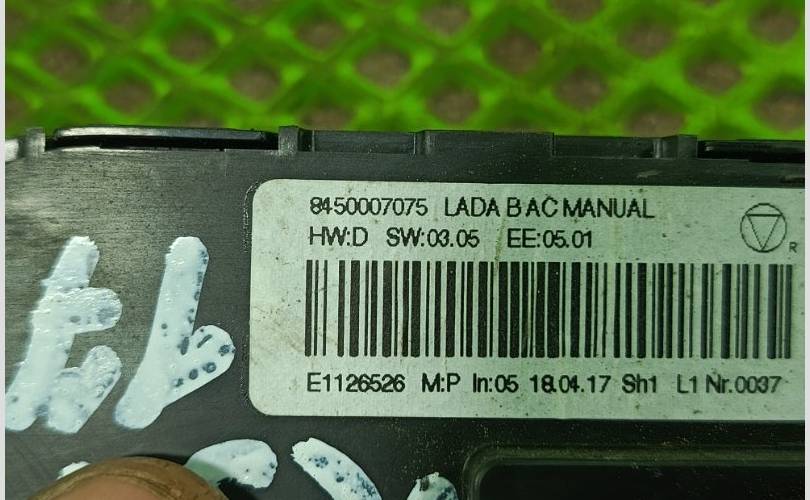 8450007075 LADA B AC MANUAL
HW:D SW:03.05 EE:05.01
R
E1126526 M:P In:05 18.04.17 Sh1 L1 Nr.0037